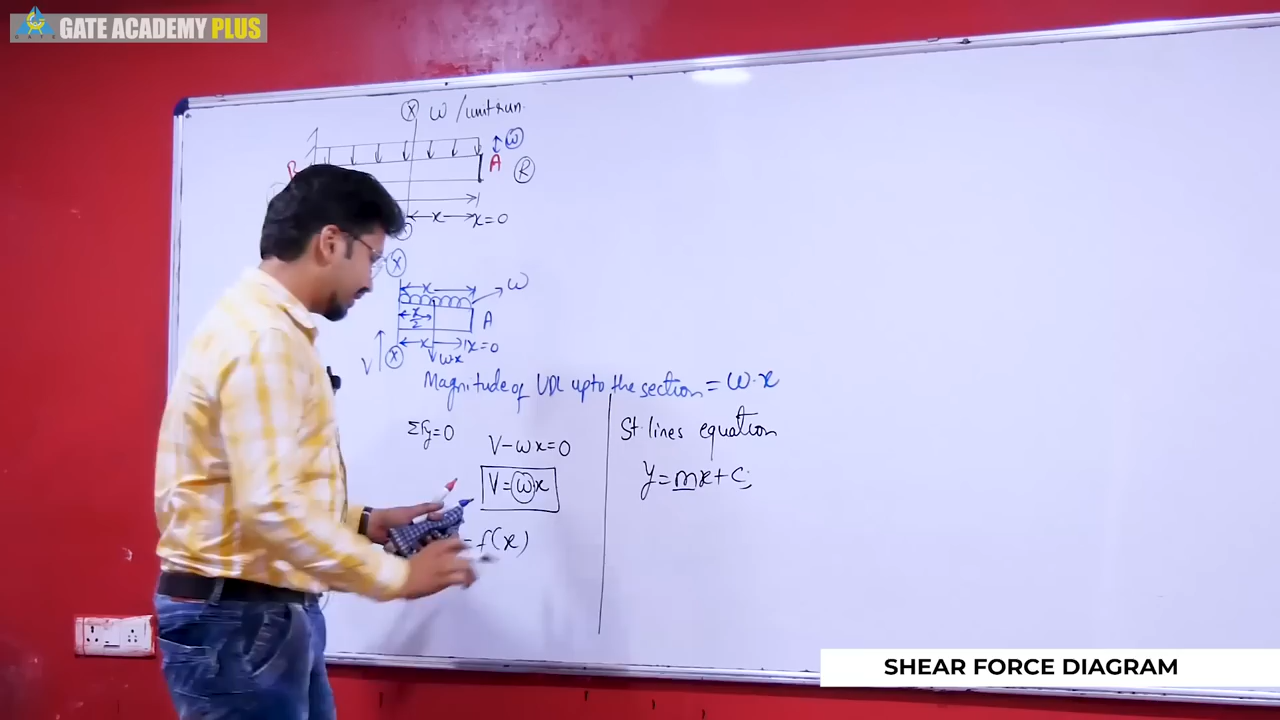 GATE ACADEMY PLUS
GATE
X ω /unit run.
ω
B A R
x x=0
X
x ω
x/2 A
x x=0
V X ωx
Magnitude of UDL upto the section = ω.x
ΣFy=0
V-ωx=0
V=ωx
=f(x)
St. lines equation
y=mx+c;
SHEAR FORCE DIAGRAM